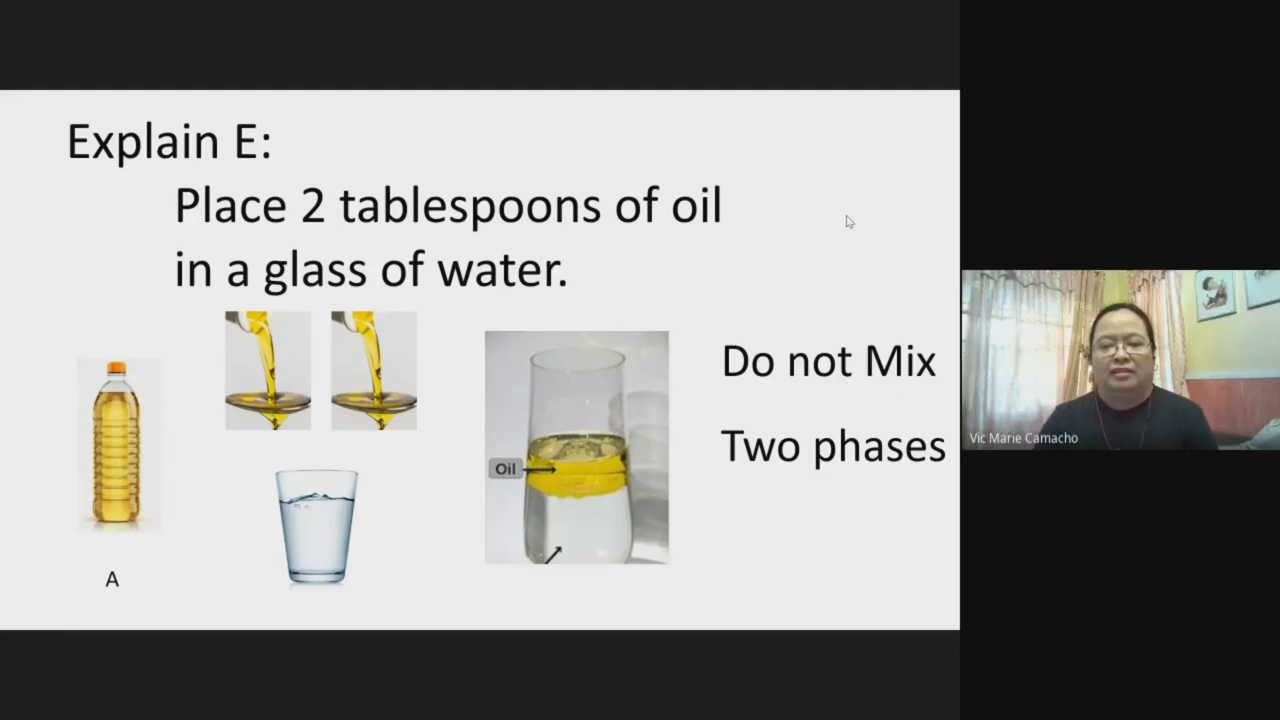 Explain E:
Place 2 tablespoons of oil
in a glass of water.
Do not Mix
Oil
Two phases
A
Vic Marie Camacho